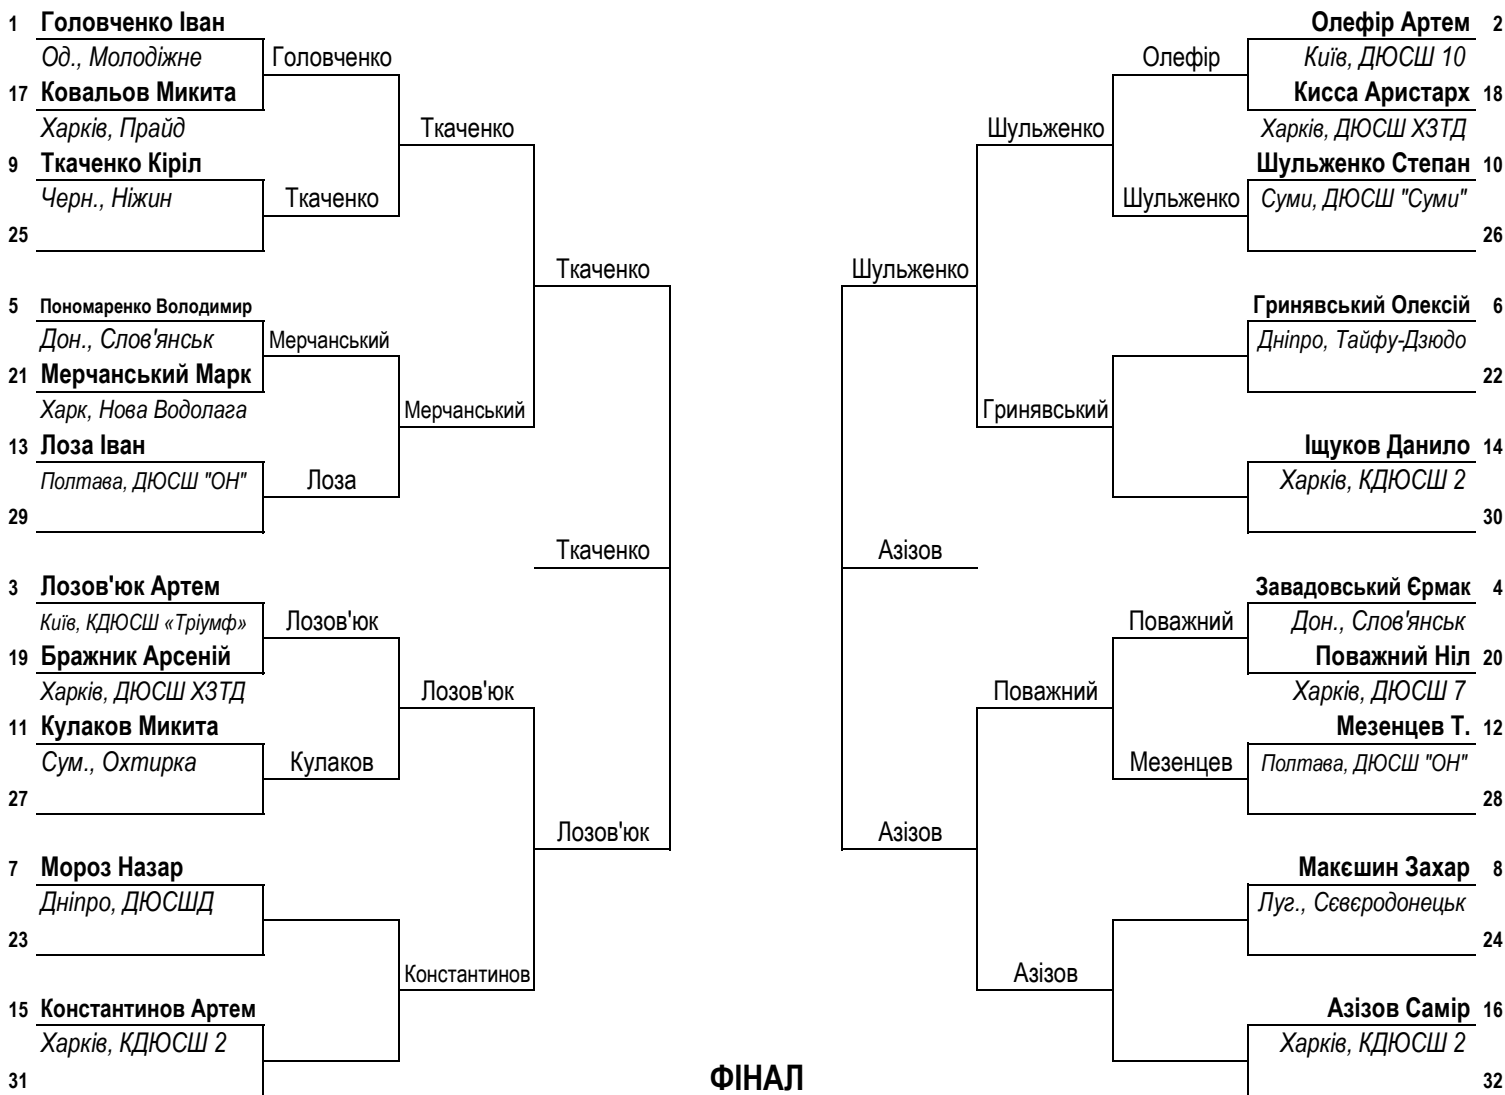 1 Головченко Іван
Од., Молодіжне
Головченко
17 Ковальов Микита
Харків, Прайд
Ткаченко
9 Ткаченко Кіріл
Черн., Ніжин
Ткаченко
25
Ткаченко
5 Пономаренко Володимир
Дон., Слов'янськ
Мерчанський
21 Мерчанський Марк
Харк, Нова Водолага
Мерчанський
13 Лоза Іван
Полтава, ДЮСШ "ОН"
Лоза
29
Ткаченко
3 Лозов'юк Артем
Київ, КДЮСШ «Тріумф»
Лозов'юк
19 Бражник Арсеній
Харків, ДЮСШ ХЗТД
Лозов'юк
11 Кулаков Микита
Сум., Охтирка
Кулаков
27
Лозов'юк
7 Мороз Назар
Дніпро, ДЮСШД
23
Константинов
15 Константинов Артем
Харків, КДЮСШ 2
31
Олефір Артем 2
Олефір
Київ, ДЮСШ 10
Кисса Аристарх 18
Шульженко
Харків, ДЮСШ ХЗТД
Шульженко Степан 10
Шульженко
Суми, ДЮСШ "Суми"
26
Шульженко
Гринявський Олексій 6
Дніпро, Тайфу-Дзюдо
22
Гринявський
Іщуков Данило 14
Харків, КДЮСШ 2
30
Азізов
Завадовський Єрмак 4
Поважний
Дон., Слов'янськ
Поважний Ніл 20
Поважний
Харків, ДЮСШ 7
Мезенцев Т. 12
Мезенцев
Полтава, ДЮСШ "ОН"
28
Азізов
Макєшин Захар 8
Луг., Сєвєродонецьк
24
Азізов
Азізов Самір 16
Харків, КДЮСШ 2
32
ФІНАЛ